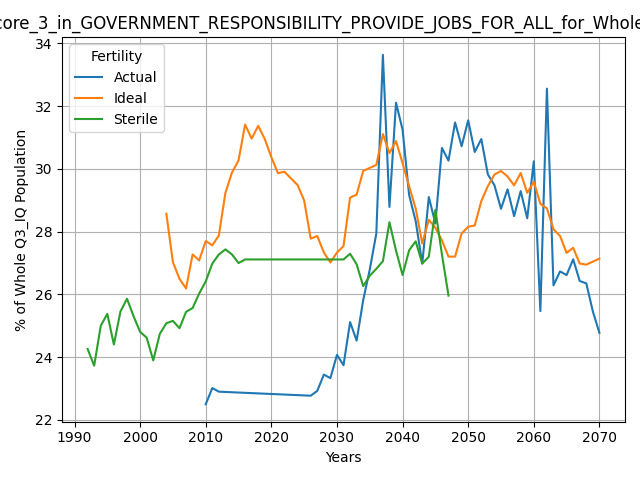 core_3_in_GOVERNMENT_RESPONSIBILITY_PROVIDE_JOBS_FOR_ALL_for_Whole
34
32
30
28
26
24
22
% of Whole Q3_IQ Population
Fertility
Actual
Ideal
Sterile
1990 2000 2010 2020 2030 2040 2050 2060 2070
Years